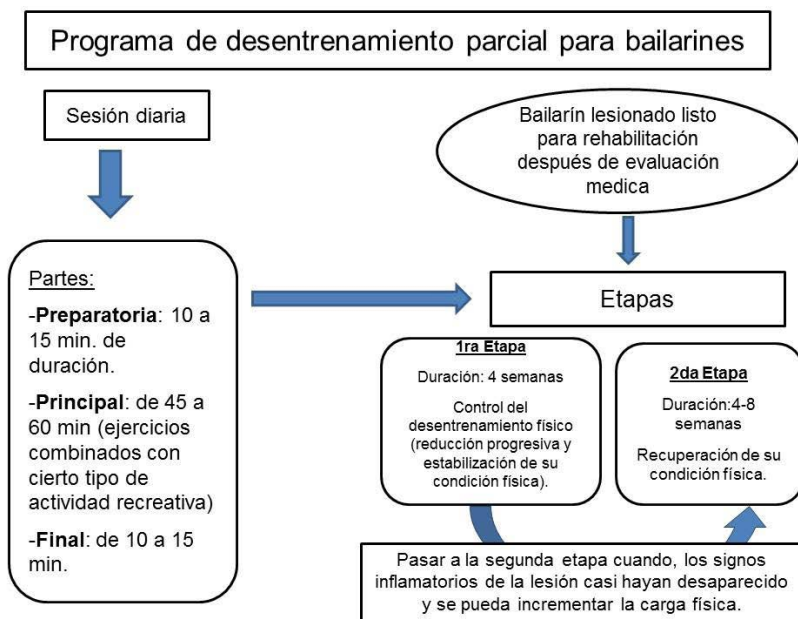 Programa de desentrenamiento parcial para bailarines
Sesión diaria
Partes:
-Preparatoria: 10 a
15 min. de
duración.
-Principal: de 45 a
60 min (ejercicios
combinados con
cierto tipo de
actividad recreativa)
-Final: de 10 a 15
min.
Bailarín lesionado listo
para rehabilitación
después de evaluación
medica
Etapas
1ra Etapa
Duración: 4 semanas
Control del
desentrenamiento físico
(reducción progresiva y
estabilización de su
condición física).
2da Etapa
Duración:4-8
semanas
Recuperación de su
condición física.
Pasar a la segunda etapa cuando, los signos
inflamatorios de la lesión casi hayan desaparecido
y se pueda incrementar la carga física.